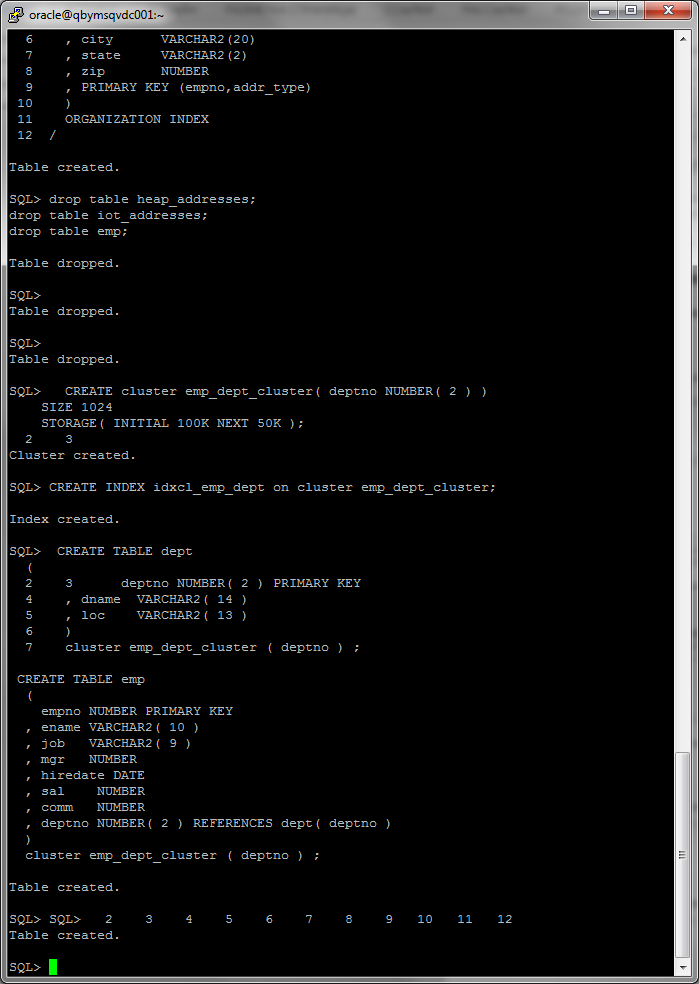 oracle@qbymsqvdc001:~
  6    , city      VARCHAR2(20)
  7    , state     VARCHAR2(2)
  8    , zip       NUMBER
  9    , PRIMARY KEY (empno,addr_type)
 10    )
 11    ORGANIZATION INDEX
 12  /
Table created.
SQL> drop table heap_addresses;
drop table iot_addresses;
drop table emp;
Table dropped.
SQL>
Table dropped.
SQL>
Table dropped.
SQL>   CREATE cluster emp_dept_cluster( deptno NUMBER( 2 ) )
    SIZE 1024
    STORAGE( INITIAL 100K NEXT 50K );
  2    3
Cluster created.
SQL> CREATE INDEX idxcl_emp_dept on cluster emp_dept_cluster;
Index created.
SQL>  CREATE TABLE dept
  (
  2    3      deptno NUMBER( 2 ) PRIMARY KEY
  4    , dname  VARCHAR2( 14 )
  5    , loc    VARCHAR2( 13 )
  6    )
  7    cluster emp_dept_cluster ( deptno ) ;
 CREATE TABLE emp
  (
    empno NUMBER PRIMARY KEY
  , ename VARCHAR2( 10 )
  , job   VARCHAR2( 9 )
  , mgr   NUMBER
  , hiredate DATE
  , sal    NUMBER
  , comm   NUMBER
  , deptno NUMBER( 2 ) REFERENCES dept( deptno )
  )
  cluster emp_dept_cluster ( deptno ) ;
Table created.
SQL> SQL>   2    3    4    5    6    7    8    9   10   11   12
Table created.
SQL>